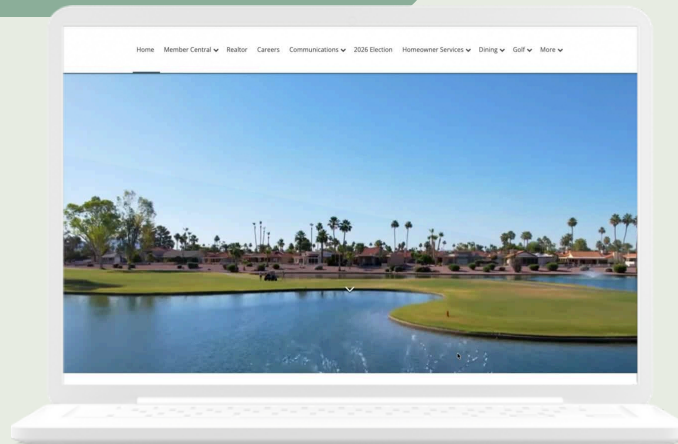 Home Member Central Realtor Careers Communications 2026 Election Homeowner Services Dining Golf More